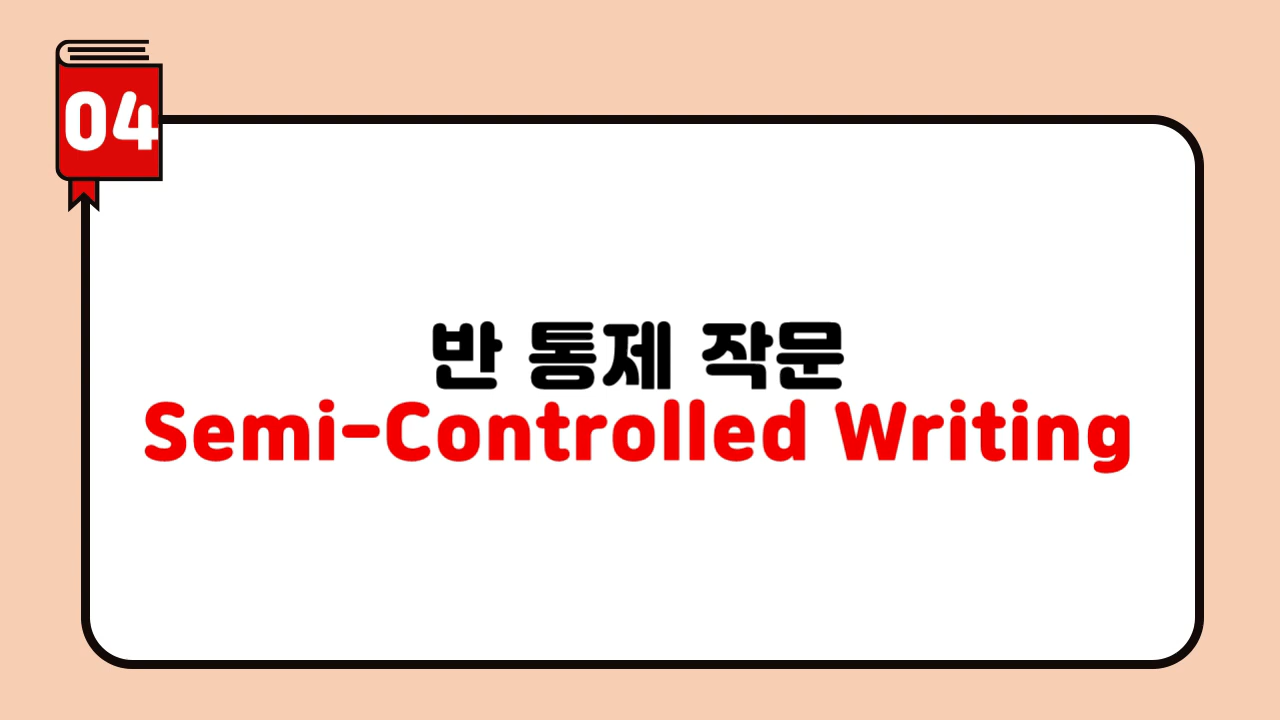 04
반 통제 작문
Semi-Controlled Writing